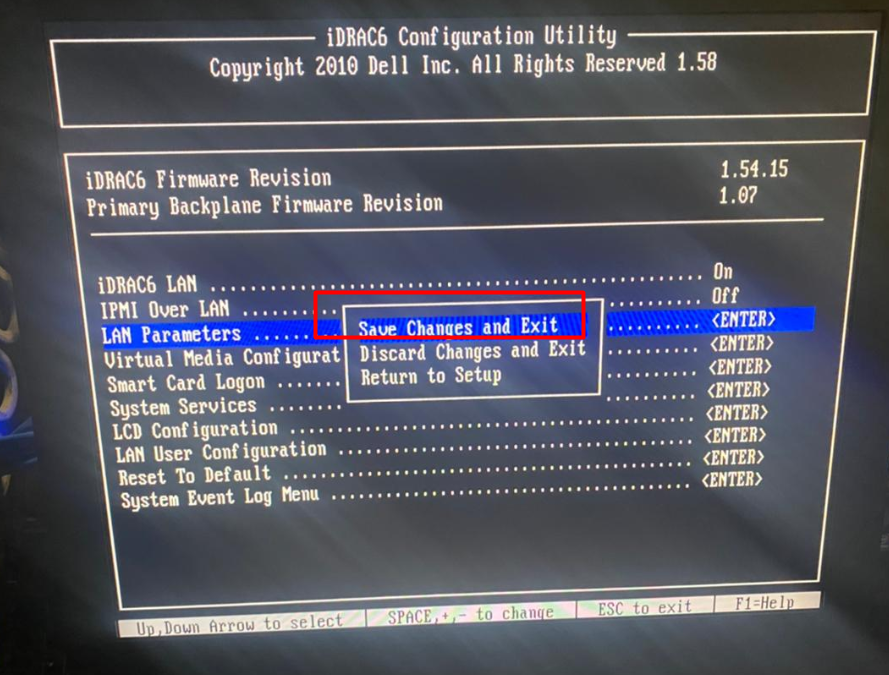 iDRAC6 Configuration Utility
Copyright 2010 Dell Inc. All Rights Reserved 1.58
iDRAC6 Firmware Revision 1.54.15
Primary Backplane Firmware Revision 1.07
iDRAC6 LAN ........................................................ On
IPMI Over LAN .......... .......... Off
LAN Parameters ........ .......... <ENTER>
Virtual Media Configurat .......... <ENTER>
Smart Card Logon ....... .......... <ENTER>
System Services ........ .......... <ENTER>
LCD Configuration ................................................ <ENTER>
LAN User Configuration .......................................... <ENTER>
Reset To Default ................................................ <ENTER>
System Event Log Menu .......................................... <ENTER>
Save Changes and Exit
Discard Changes and Exit
Return to Setup
Up,Down Arrow to select SPACE,+,- to change ESC to exit F1=Help